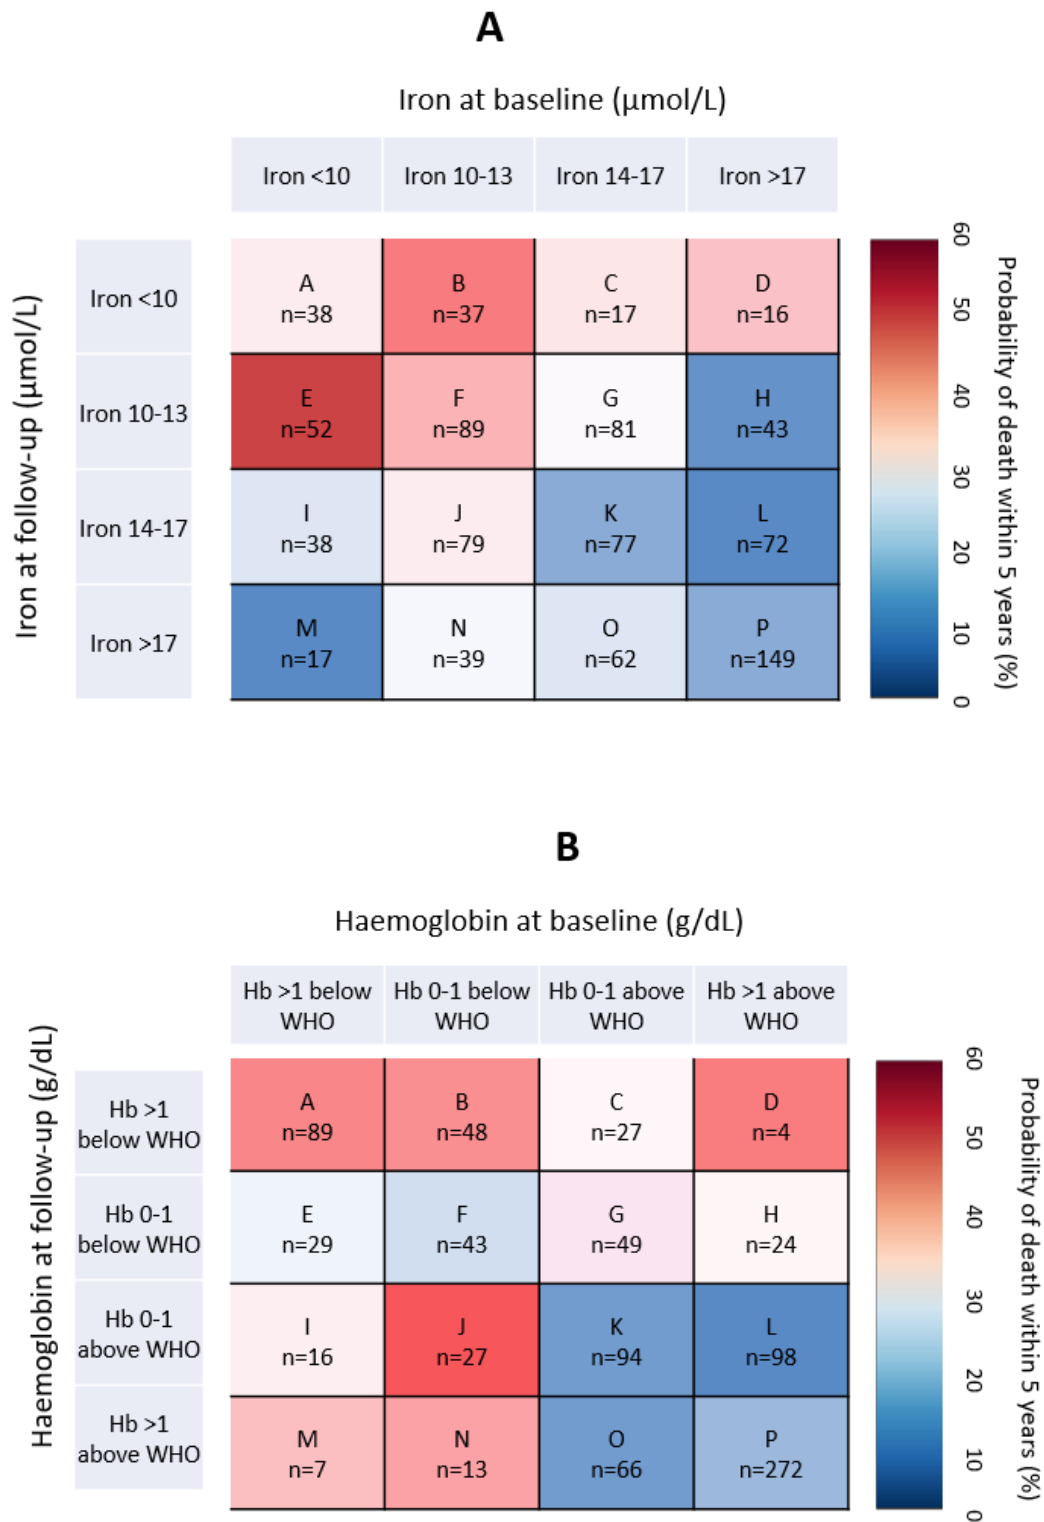 A
Iron at baseline (µmol/L)
Iron <10
Iron 10-13
Iron 14-17
Iron >17
Iron at follow-up (µmol/L)
Iron <10
A
n=38
B
n=37
C
n=17
D
n=16
Iron 10-13
E
n=52
F
n=89
G
n=81
H
n=43
Iron 14-17
I
n=38
J
n=79
K
n=77
L
n=72
Iron >17
M
n=17
N
n=39
O
n=62
P
n=149
60
50
40
30
20
10
0
Probability of death within 5 years (%)
B
Haemoglobin at baseline (g/dL)
Hb >1 below
WHO
Hb 0-1 below
WHO
Hb 0-1 above
WHO
Hb >1 above
WHO
Haemoglobin at follow-up (g/dL)
Hb >1
below WHO
A
n=89
B
n=48
C
n=27
D
n=4
Hb 0-1
below WHO
E
n=29
F
n=43
G
n=49
H
n=24
Hb 0-1
above WHO
I
n=16
J
n=27
K
n=94
L
n=98
Hb >1
above WHO
M
n=7
N
n=13
O
n=66
P
n=272
60
50
40
30
20
10
0
Probability of death within 5 years (%)